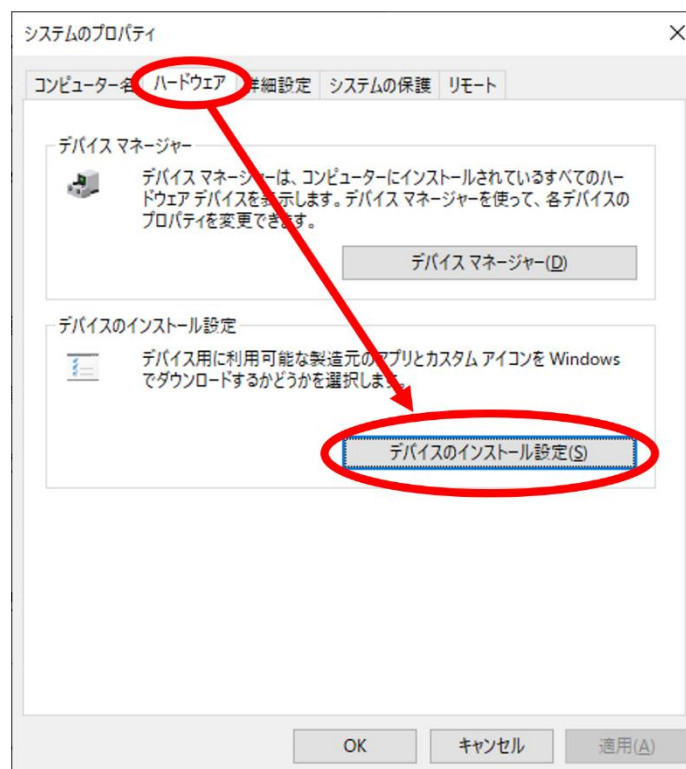 システムのプロパティ
コンピューター名 ハードウェア 詳細設定 システムの保護 リモート
デバイス マネージャー
デバイス マネージャーは、コンピューターにインストールされているすべてのハー
ドウェア デバイスを表示します。デバイス マネージャーを使って、各デバイスの
プロパティを変更できます。
デバイス マネージャー(D)
デバイスのインストール設定
デバイス用に利用可能な製造元のアプリとカスタム アイコンを Windows
でダウンロードするかどうかを選択します。
デバイスのインストール設定(S)
OK キャンセル 適用(A)